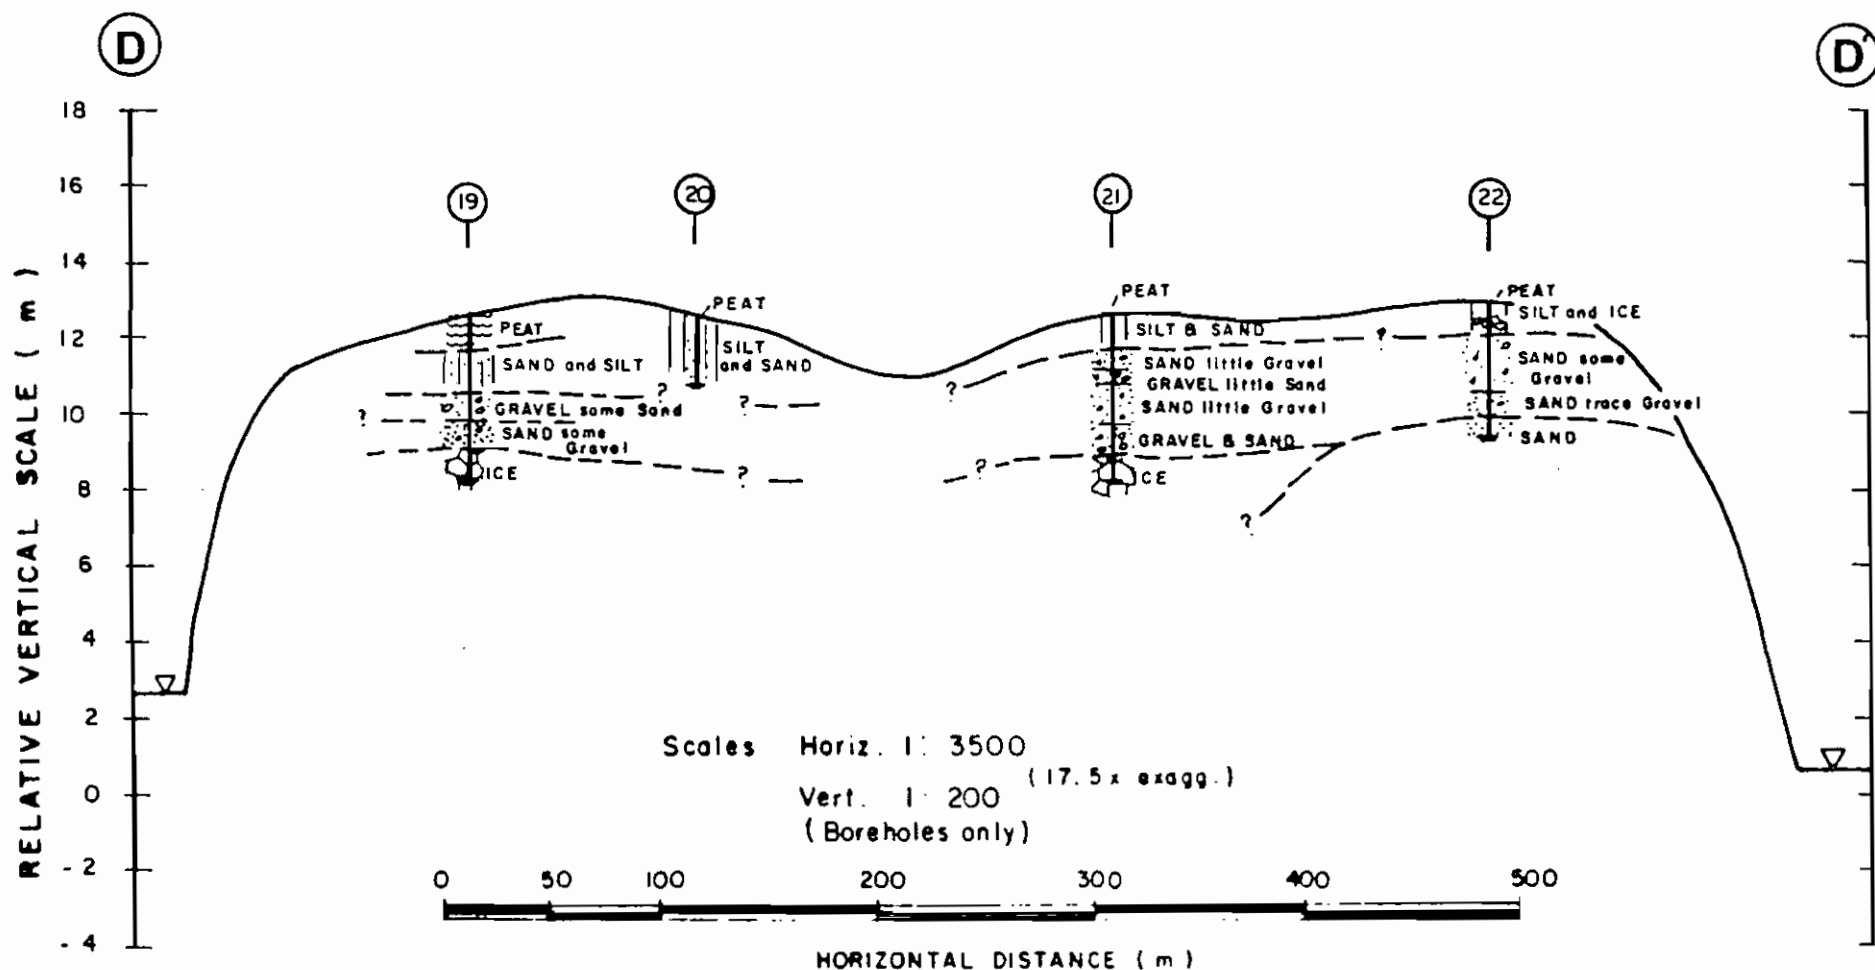 D
D'
18
16
14
12
10
8
6
4
2
0
- 2
- 4
RELATIVE VERTICAL SCALE ( m )
19
20
21
22
PEAT
SAND and SILT
GRAVEL some Sand
SAND some
Gravel
ICE
PEAT
SILT
and SAND
PEAT
SILT & SAND
SAND little Gravel
GRAVEL little Sand
SAND little Gravel
GRAVEL & SAND
ICE
PEAT
SILT and ICE
SAND some
Gravel
SAND trace Gravel
SAND
?
?
?
?
?
?
?
?
Scales Horiz. 1: 3500
(17.5x exagg.)
Vert. 1: 200
(Boreholes only)
0 50 100 200 300 400 500
HORIZONTAL DISTANCE ( m )